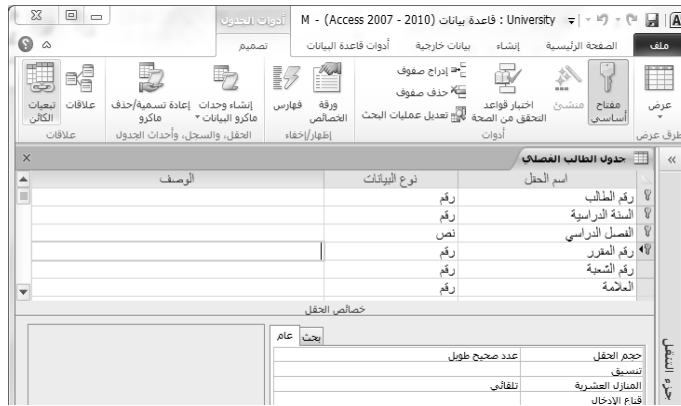 أدوات الجدول
University : قاعدة بيانات (Access 2007 - 2010) - M
ملف الصفحة الرئيسية إنشاء بيانات خارجية أدوات قاعدة البيانات تصميم
عرض
طرق عرض
مفتاح أساسي
منشئ
اختبار قواعد التحقق من الصحة
إدراج صفوف
حذف صفوف
تعديل عمليات البحث
أدوات
ورقة الخصائص
فهارس
إظهار/إخفاء
إنشاء وحدات ماكرو البيانات
إعادة تسمية/حذف ماكرو
الحقل، والسجل، وأحداث الجدول
علاقات
تبعيات الكائن
علاقات
جدول الطالب الفصلي
اسم الحقل نوع البيانات الوصف
رقم الطالب رقم
السنة الدراسية رقم
الفصل الدراسي نص
رقم المقرر رقم
رقم الشعبة رقم
العلامة رقم
خصائص الحقل
عام بحث
حجم الحقل عدد صحيح طويل
تنسيق
المنازل العشرية تلقائي
قناع الإدخال
جزء التنقل